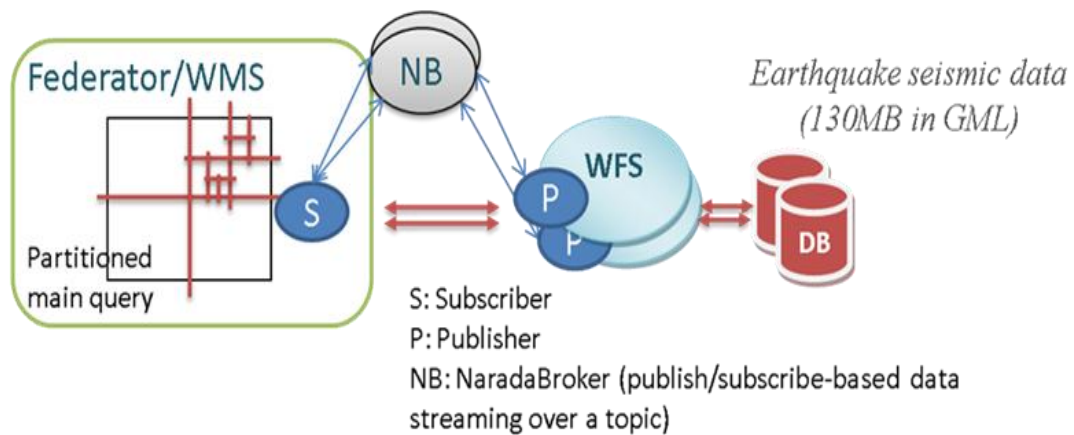 Federator/WMS
NB
Earthquake seismic data
(130MB in GML)
WFS
P
S
P
DB
Partitioned
main query
S: Subscriber
P: Publisher
NB: NaradaBroker (publish/subscribe-based data
streaming over a topic)